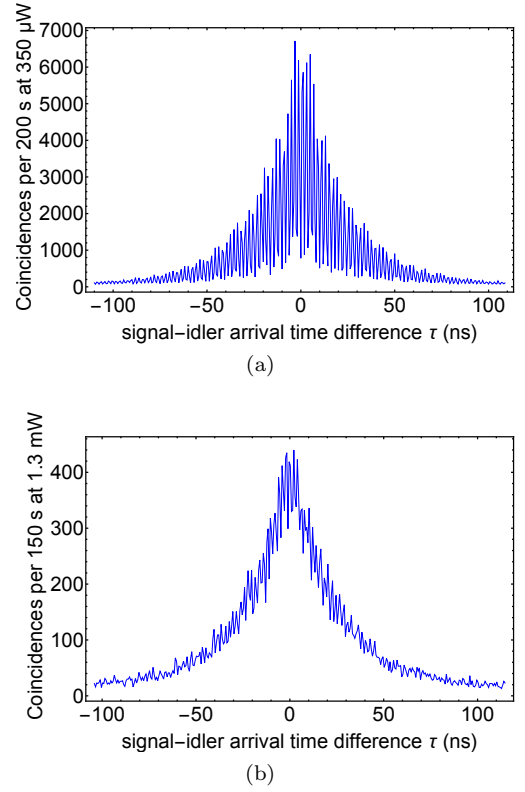 Coincidences per 200 s at 350 μW
7000
6000
5000
4000
3000
2000
1000
0
−100 −50 0 50 100
signal−idler arrival time difference τ (ns)
(a)
Coincidences per 150 s at 1.3 mW
400
300
200
100
0
−100 −50 0 50 100
signal−idler arrival time difference τ (ns)
(b)